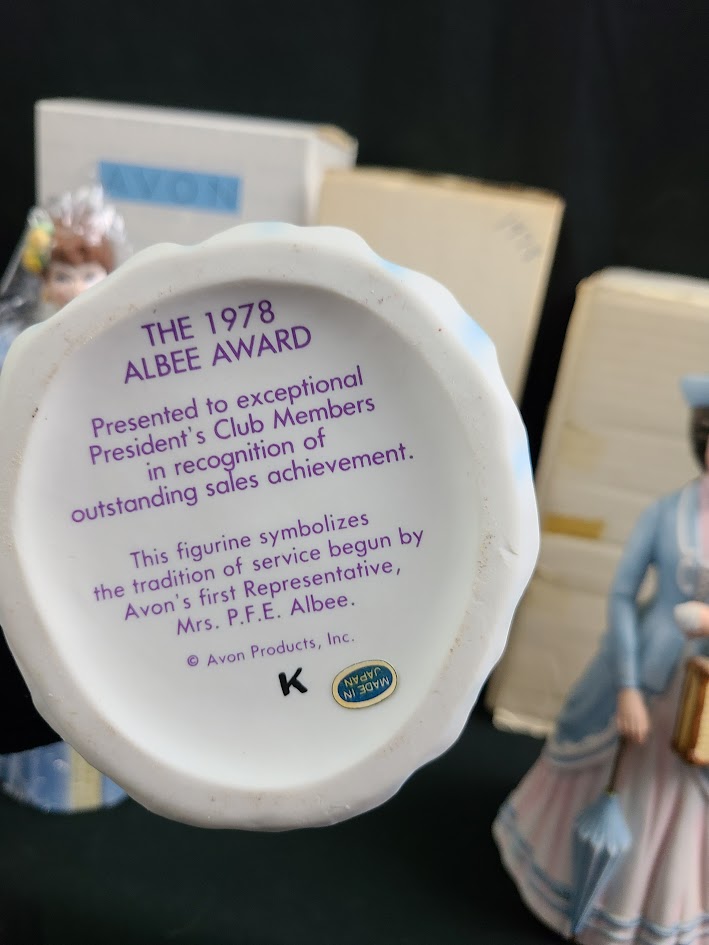 AVON
1978
THE 1978
ALBEE AWARD
Presented to exceptional
President's Club Members
in recognition of
outstanding sales achievement.
This figurine symbolizes
the tradition of service begun by
Avon's first Representative,
Mrs. P.F.E. Albee.
© Avon Products, Inc.
K
MADE IN
JAPAN